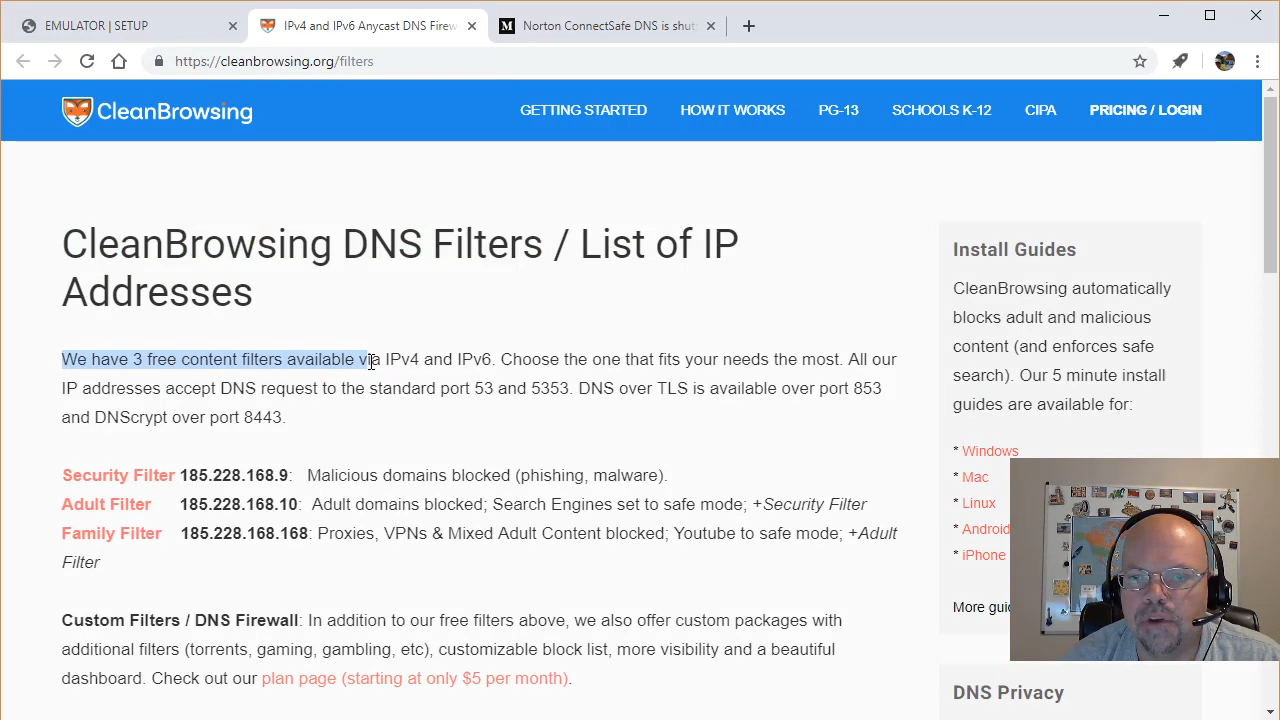 EMULATOR | SETUP
IPv4 and IPv6 Anycast DNS Firew
Norton ConnectSafe DNS is shut
https://cleanbrowsing.org/filters
CleanBrowsing
GETTING STARTED
HOW IT WORKS
PG-13
SCHOOLS K-12
CIPA
PRICING / LOGIN
CleanBrowsing DNS Filters / List of IP
Addresses
We have 3 free content filters available via IPv4 and IPv6. Choose the one that fits your needs the most. All our
IP addresses accept DNS request to the standard port 53 and 5353. DNS over TLS is available over port 853
and DNScrypt over port 8443.
Security Filter 185.228.168.9: Malicious domains blocked (phishing, malware).
Adult Filter 185.228.168.10: Adult domains blocked; Search Engines set to safe mode; +Security Filter
Family Filter 185.228.168.168: Proxies, VPNs & Mixed Adult Content blocked; Youtube to safe mode; +Adult
Filter
Custom Filters / DNS Firewall: In addition to our free filters above, we also offer custom packages with
additional filters (torrents, gaming, gambling, etc), customizable block list, more visibility and a beautiful
dashboard. Check out our plan page (starting at only $5 per month).
Install Guides
CleanBrowsing automatically
blocks adult and malicious
content (and enforces safe
search). Our 5 minute install
guides are available for:
* Windows
* Mac
* Linux
* Android
* iPhone
More
DNS Privacy